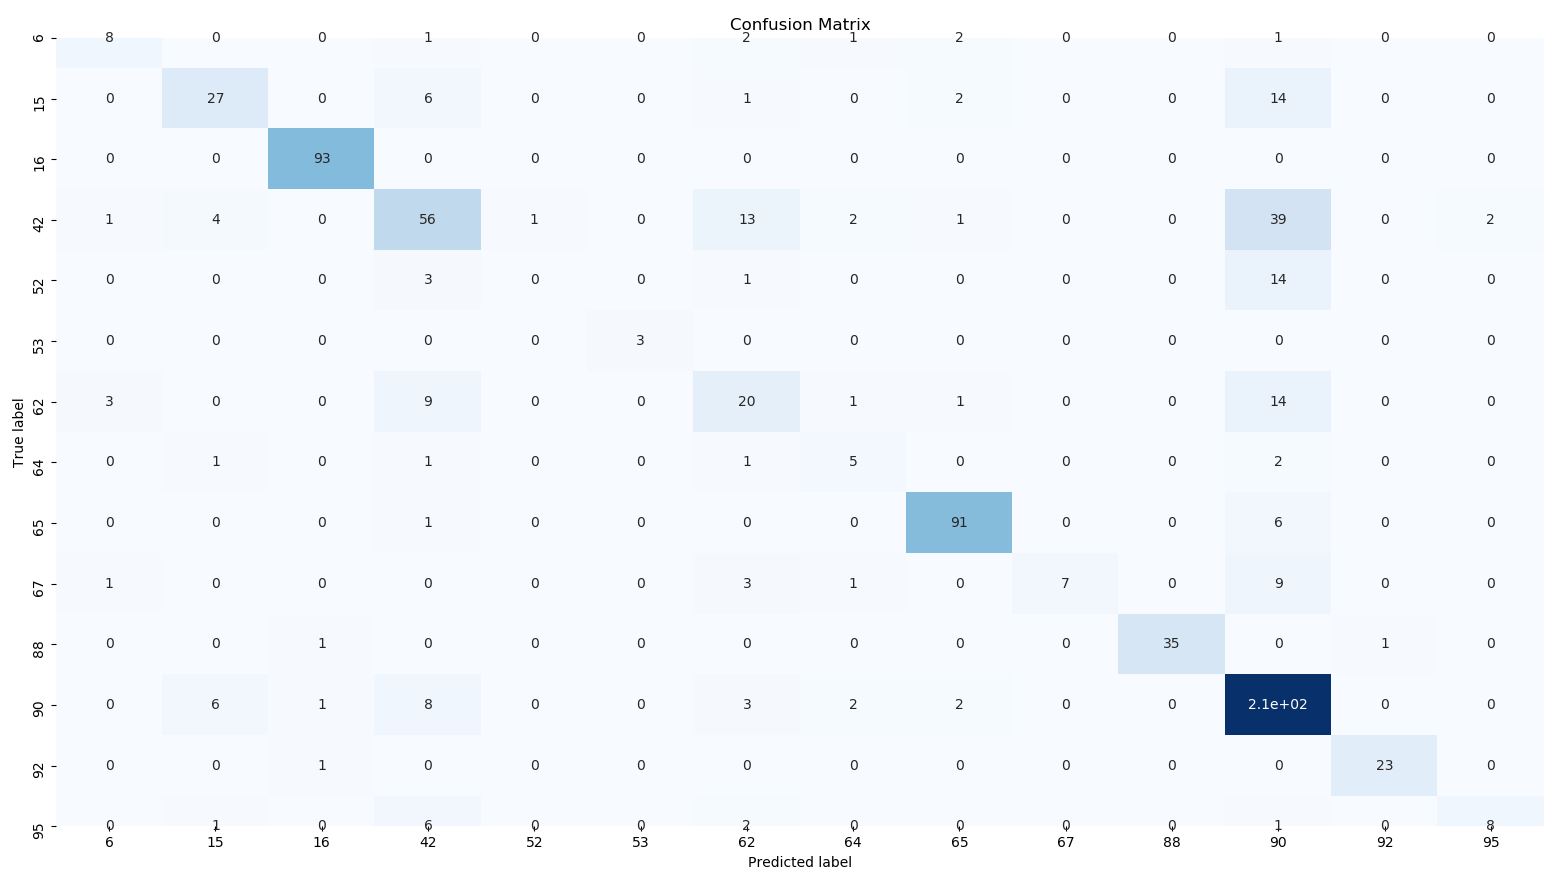 Confusion Matrix
6 8 0 0 1 0 0 2 1 2 0 0 1 0 0
15 0 27 0 6 0 0 1 0 2 0 0 14 0 0
16 0 0 93 0 0 0 0 0 0 0 0 0 0 0
42 1 4 0 56 1 0 13 2 1 0 0 39 0 2
52 0 0 0 3 0 0 1 0 0 0 0 14 0 0
53 0 0 0 0 0 3 0 0 0 0 0 0 0 0
62 3 0 0 9 0 0 20 1 1 0 0 14 0 0
True label
64 0 1 0 1 0 0 1 5 0 0 0 2 0 0
65 0 0 0 1 0 0 0 0 91 0 0 6 0 0
67 1 0 0 0 0 0 3 1 0 7 0 9 0 0
88 0 0 1 0 0 0 0 0 0 0 35 0 1 0
90 0 6 1 8 0 0 3 2 2 0 0 2.1e+02 0 0
92 0 0 1 0 0 0 0 0 0 0 0 0 23 0
95 0 1 0 6 0 0 2 0 0 0 0 1 0 8
6 15 16 42 52 53 62 64 65 67 88 90 92 95
Predicted label